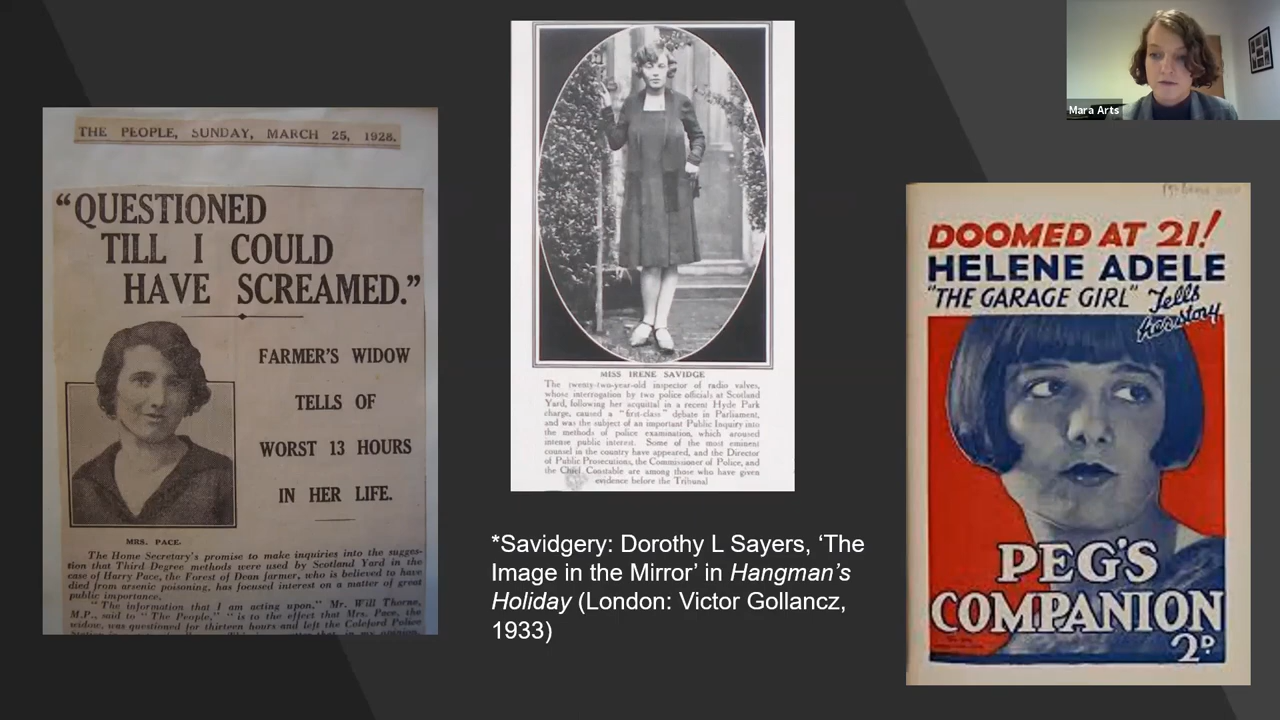 THE PEOPLE, SUNDAY, MARCH 25, 1928.
“QUESTIONED
TILL I COULD
HAVE SCREAMED.”
FARMER'S WIDOW
TELLS OF
WORST 13 HOURS
IN HER LIFE.
MRS. PACE.
The Home Secretary's promise to make inquiries into the sugges-
tion that Third Degree methods were used by Scotland Yard in the
case of Harry Pace, the Forest of Dean farmer, who is believed to have
died from arsenic poisoning, has focused interest on a matter of great
public importance.
"The information that I am acting upon," Mr. Will Thorne,
M.P., said to "The People," "is to the effect that Mrs. Pace, the
widow, was questioned for thirteen hours and left the Coleford Police
MISS IRENE SAVIDGE
The twenty-two-year-old inspector of radio valves,
whose interrogation by two police officials at Scotland
Yard, following her acquittal in a recent Hyde Park
charge, caused a "first-class" debate in Parliament,
and was the subject of an important Public Inquiry into
the methods of police examination, which aroused
intense public interest. Some of the most eminent
counsel in the country have appeared, and the Director
of Public Prosecutions, the Commissioner of Police, and
the Chief Constable are among those who have given
evidence before the Tribunal
*Savidgery: Dorothy L Sayers, ‘The
Image in the Mirror’ in Hangman’s
Holiday (London: Victor Gollancz,
1933)
Mara Arts
DOOMED AT 21!
HELENE ADELE
"THE GARAGE GIRL" Tells
her story
PEG'S
COMPANION
2D.